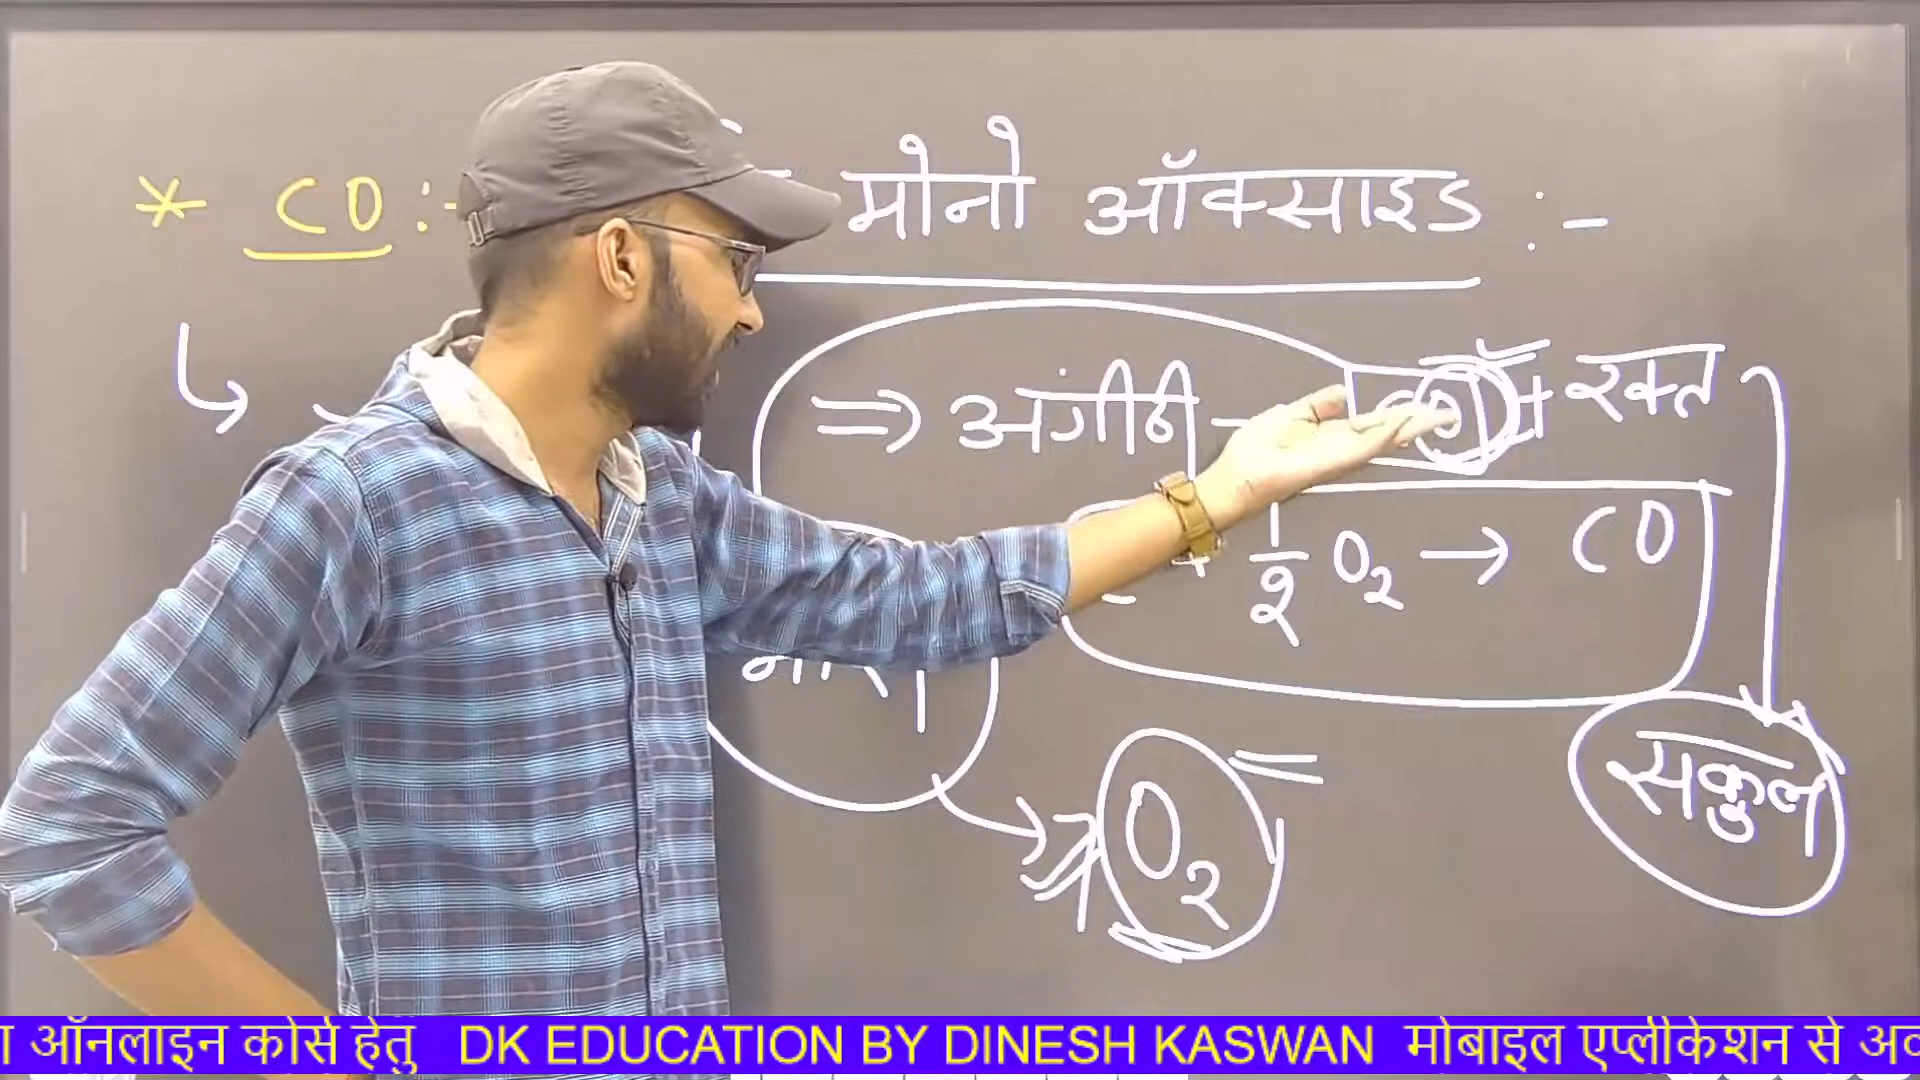 * CO :- मोनो ऑक्साइड :-
↳
⇒ अंगीठी + रक्त
1/2 O2 → CO
सकुल
O2
ऑनलाइन कोर्स हेतु DK EDUCATION BY DINESH KASWAN मोबाइल एप्लीकेशन से